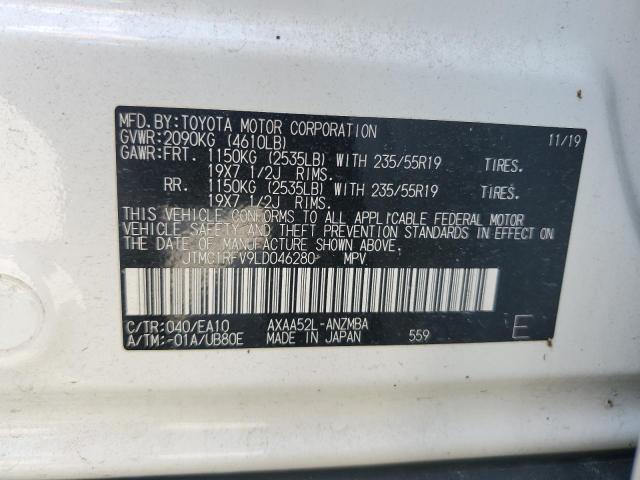 MFD.BY:TOYOTA MOTOR CORPORATION 11/19
GVWR:2090KG (4610LB)
GAWR:FRT. 1150KG (2535LB) WITH 235/55R19 TIRES.
19X7 1/2J RIMS.
RR. 1150KG (2535LB) WITH 235/55R19 TIRES.
19X7 1/2J RIMS.
THIS VEHICLE CONFORMS TO ALL APPLICABLE FEDERAL MOTOR
VEHICLE SAFETY AND THEFT PREVENTION STANDARDS IN EFFECT ON
THE DATE OF MANUFACTURE SHOWN ABOVE.
JTMC1RFV9LD046280 MPV
C/TR:040/EA10 AXAA52L-ANZMBA
A/TM:-01A/UB80E MADE IN JAPAN 559 E